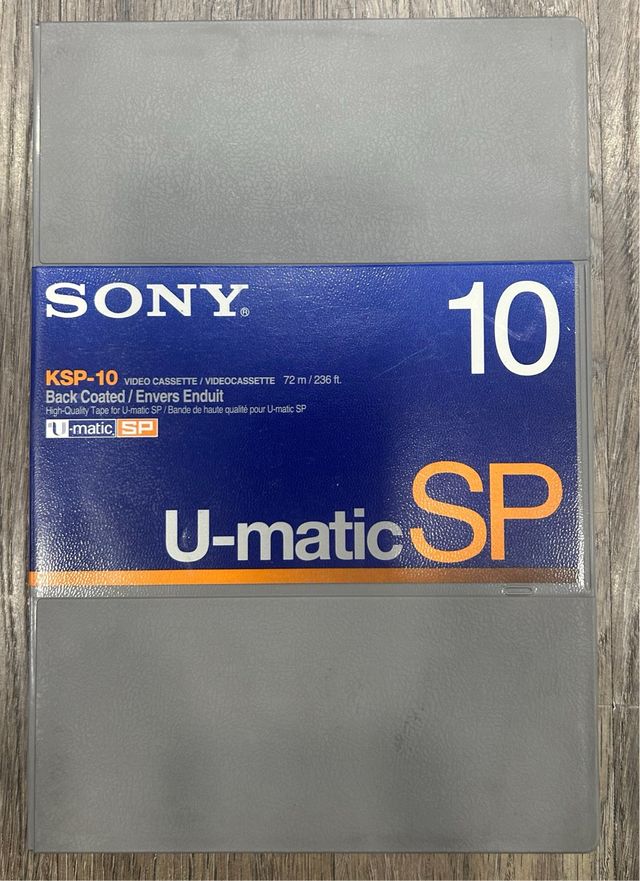 SONY®
10
KSP-10 VIDEO CASSETTE / VIDEOCASSETTE 72 m / 236 ft.
Back Coated / Envers Enduit
High-Quality Tape for U-matic SP / Bande de haute qualité pour U-matic SP
U-matic SP
U-matic SP